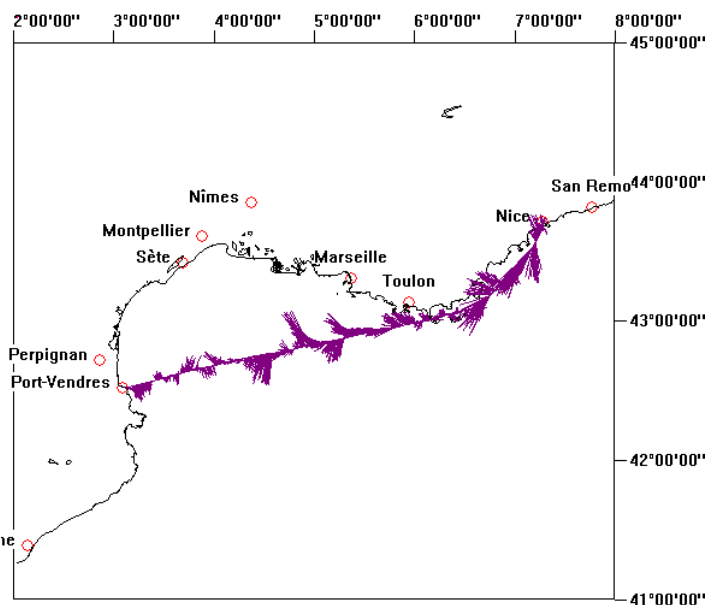 2°00'00" 3°00'00" 4°00'00" 5°00'00" 6°00'00" 7°00'00" 8°00'00"
45°00'00"
44°00'00"
San Remo
Nîmes
Nice
Montpellier
Sète
Marseille
Toulon
43°00'00"
Perpignan
Port-Vendres
42°00'00"
ne
41°00'00"